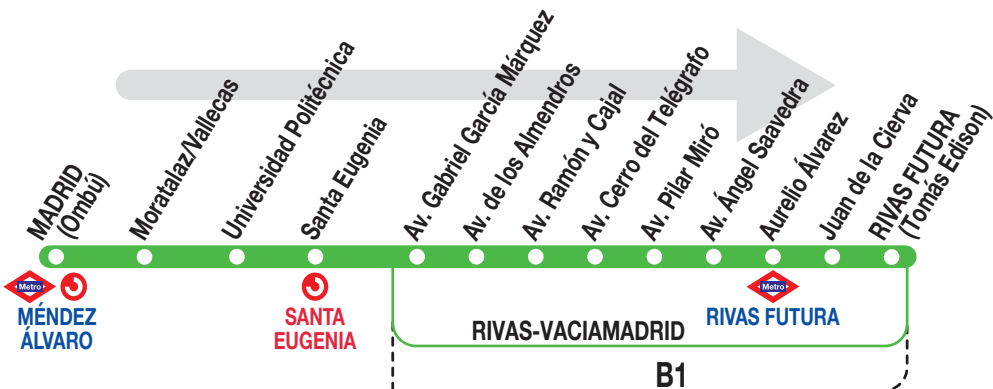 MADRID
(Ombú)
Moratalaz/Vallecas
Universidad Politécnica
Santa Eugenia
Av. Gabriel García Márquez
Av. de los Almendros
Av. Ramón y Cajal
Av. Cerro del Telégrafo
Av. Pilar Miró
Av. Ángel Saavedra
Aurelio Álvarez
Juan de la Cierva
RIVAS FUTURA
(Tomás Edison)
Metro
MÉNDEZ
ÁLVARO
SANTA
EUGENIA
Metro
RIVAS FUTURA
RIVAS-VACIAMADRID
B1